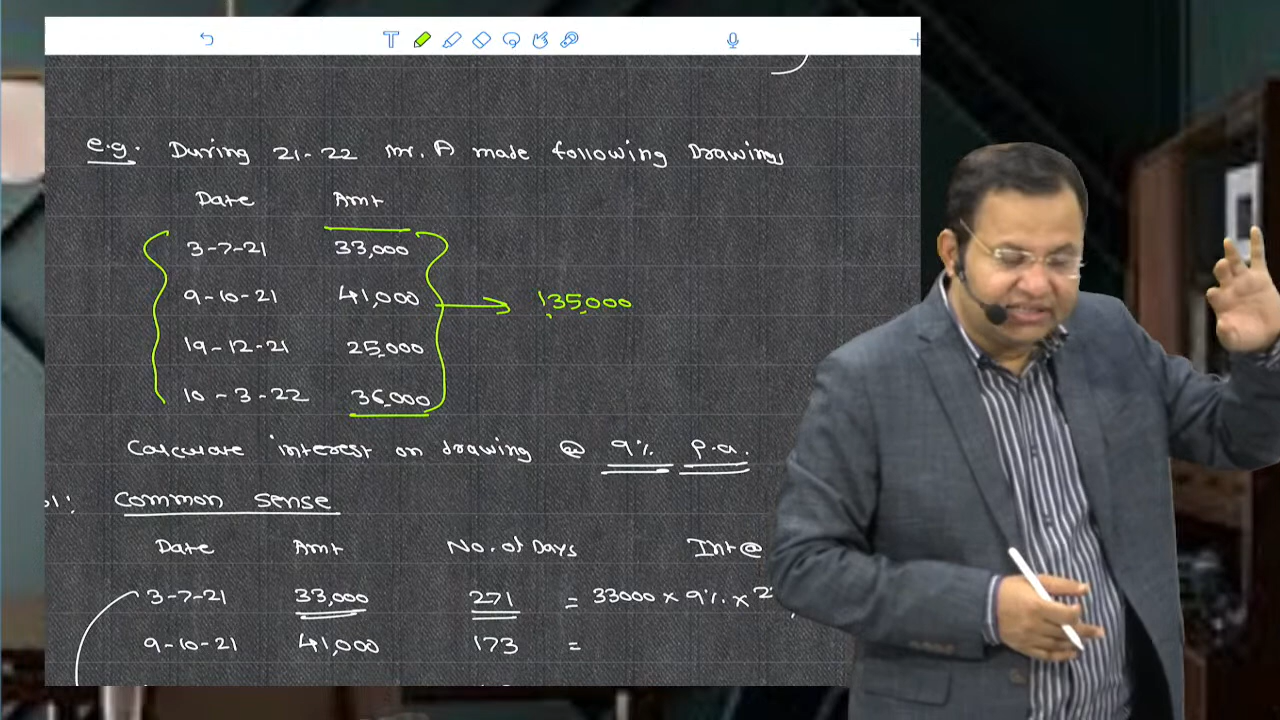 e.g. During 21-22 Mr. A made following Drawings
Date Amt
3-7-21 33,000
9-10-21 41,000 → 135,000
19-12-21 25,000
10-3-22 36,000
Calculate interest on drawing @ 9% p.a.
Common sense
Date Amt No. of Days Int @
3-7-21 33,000 271 = 33000 x 9% x
9-10-21 41,000 173 =